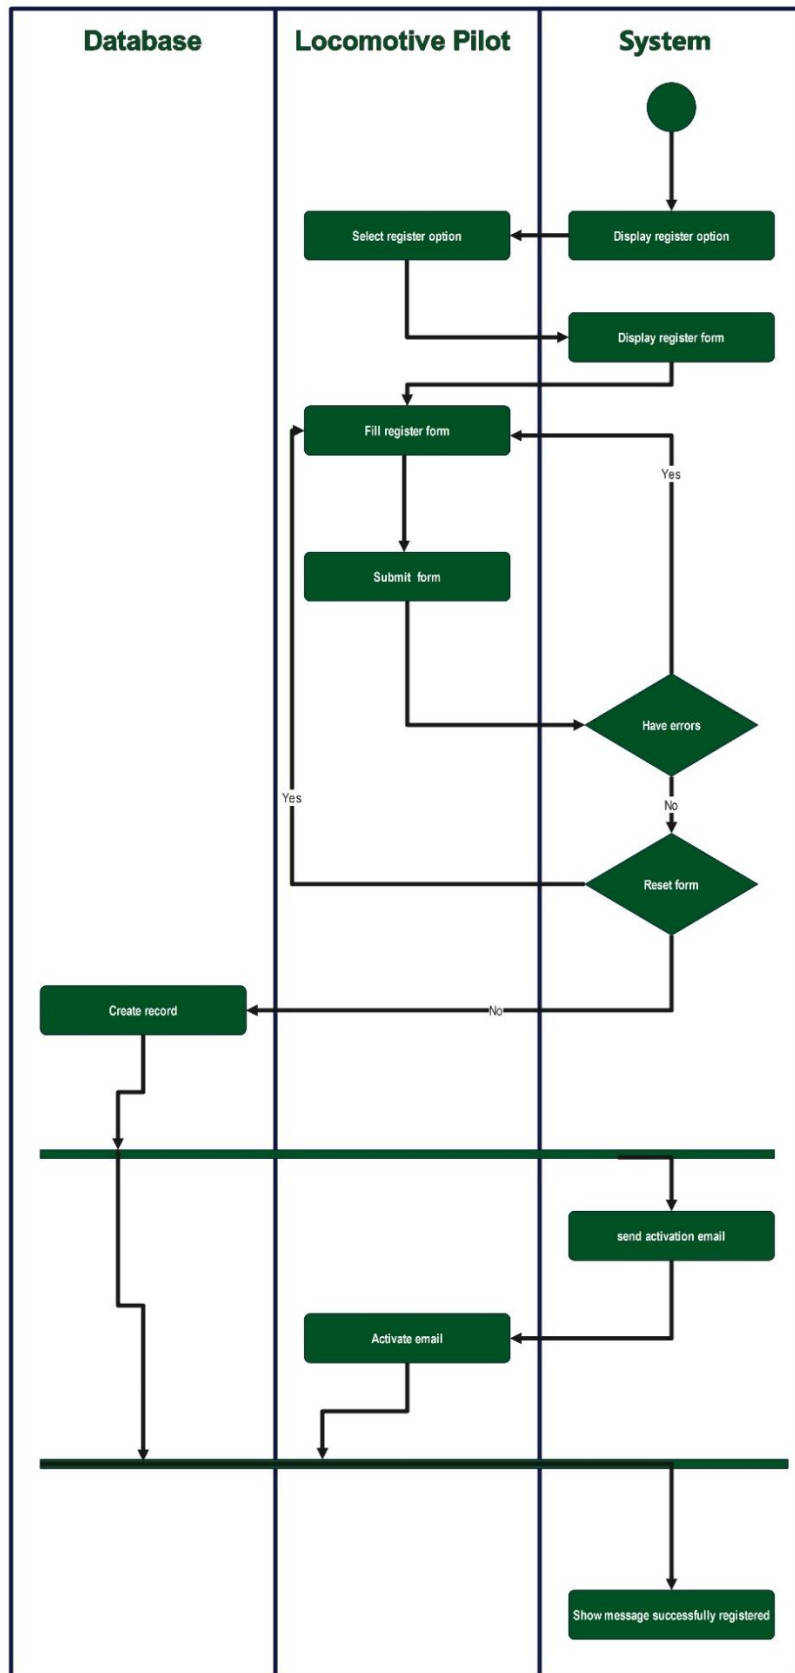 Database
Locomotive Pilot
System
Select register option
Display register option
Display register form
Fill register form
Yes
Submit  form
Have errors
Yes
No
Reset form
Create record
No
send activation email
Activate email
Show message successfully registered